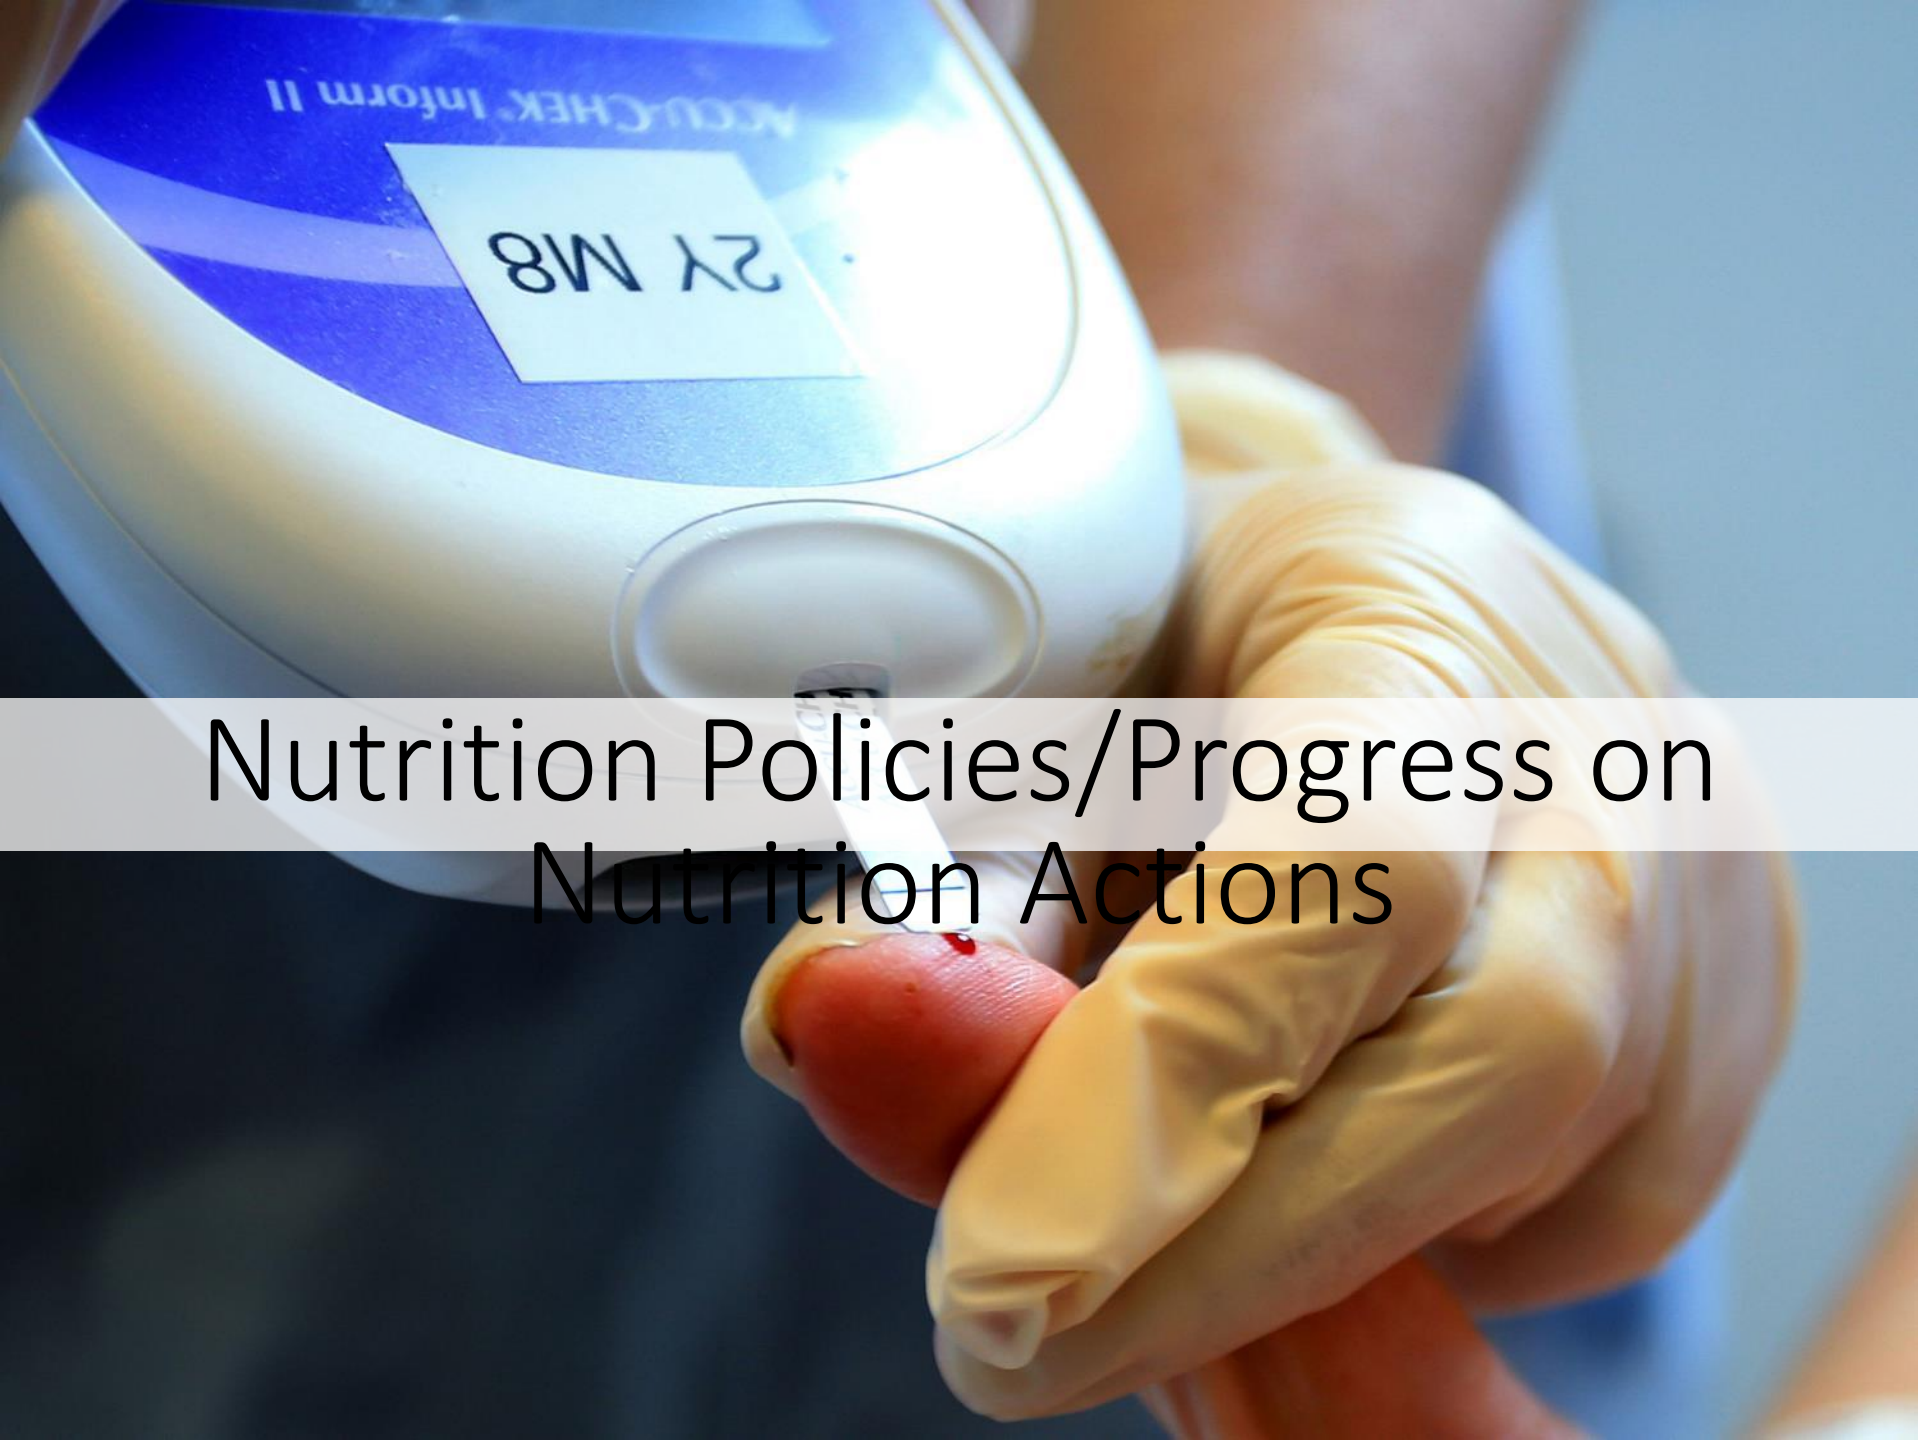 ACCU-CHEK® Inform II
2Y M8
Nutrition Policies/Progress on
Nutrition Actions